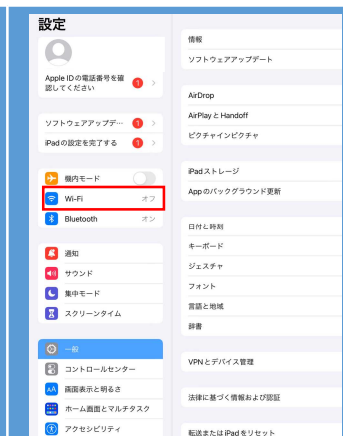 設定
Apple IDの電話番号を確
認してください
1
ソフトウェアアップデ…
1
iPadの設定を完了する
1
機内モード
Wi-Fi
オフ
Bluetooth
オン
通知
サウンド
集中モード
スクリーンタイム
一般
コントロールセンター
AA
画面表示と明るさ
ホーム画面とマルチタスク
アクセシビリティ
情報
ソフトウェアアップデート
AirDrop
AirPlayとHandoff
ピクチャインピクチャ
iPadストレージ
Appのバックグラウンド更新
日付と時刻
キーボード
ジェスチャ
フォント
言語と地域
辞書
VPNとデバイス管理
法律に基づく情報および認証
転送またはiPadをリセット